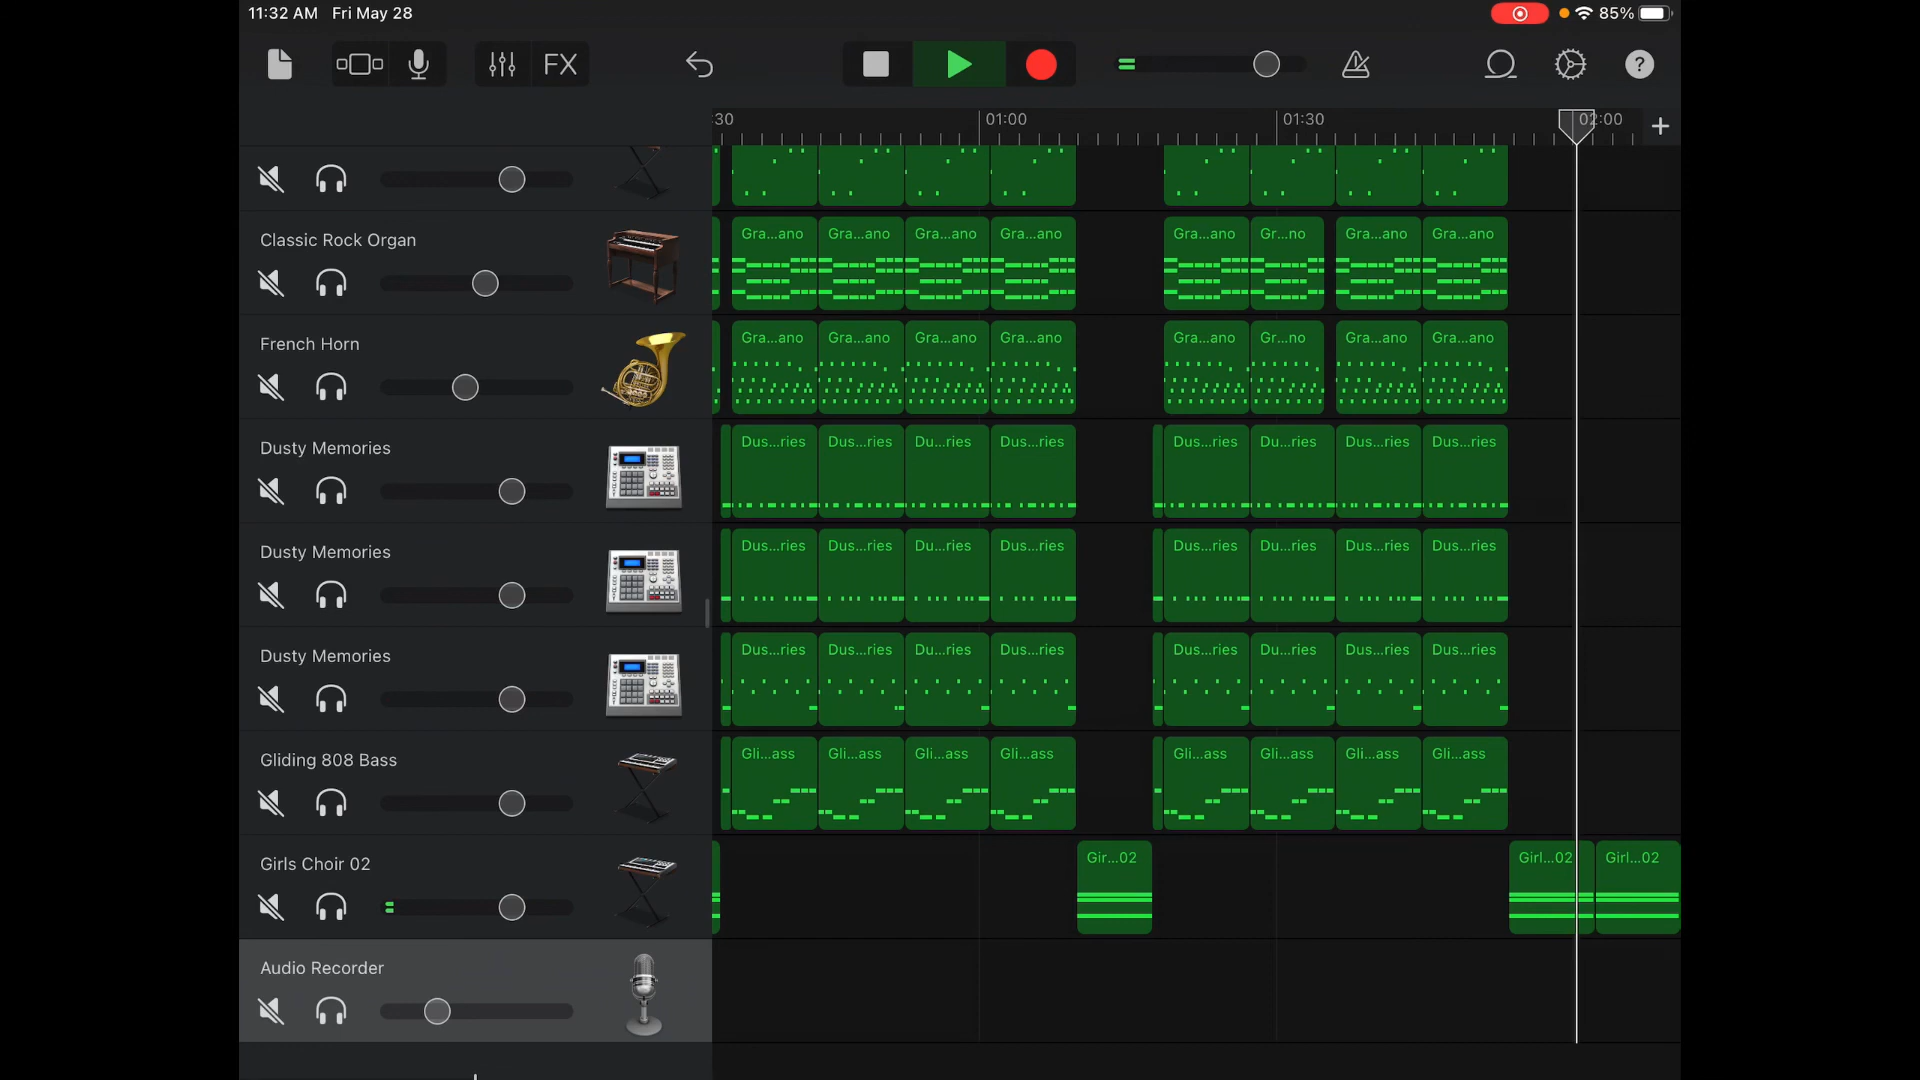 11:32 AM Fri May 28
85%
FX
?
:30
01:00
01:30
02:00
+
Classic Rock Organ
Gra...ano Gra...ano Gra...ano Gra...ano Gra...ano Gr...no Gra...ano Gra...ano
French Horn
Gra...ano Gra...ano Gra...ano Gra...ano Gra...ano Gr...no Gra...ano Gra...ano
Dusty Memories
Dus...ries Dus...ries Du...ries Dus...ries Dus...ries Du...ries Dus...ries Dus...ries
Dusty Memories
Dus...ries Dus...ries Du...ries Dus...ries Dus...ries Du...ries Dus...ries Dus...ries
Dusty Memories
Dus...ries Dus...ries Du...ries Dus...ries Dus...ries Du...ries Dus...ries Dus...ries
Gliding 808 Bass
Gli...ass Gli...ass Gli...ass Gli...ass Gli...ass Gli...ass Gli...ass Gli...ass
Girls Choir 02
Gir...02 Girl...02 Girl...02
Audio Recorder